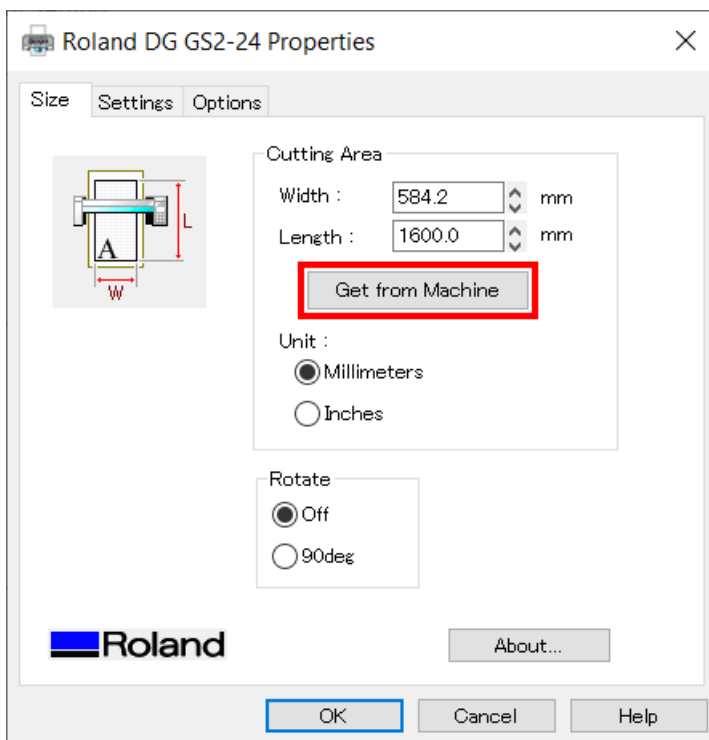 Roland DG GS2-24 Properties
Size Settings Options
Cutting Area
Width : 584.2 mm
Length : 1600.0 mm
Get from Machine
Unit :
Millimeters
Inches
A
L
W
Rotate
Off
90deg
Roland
About...
OK Cancel Help